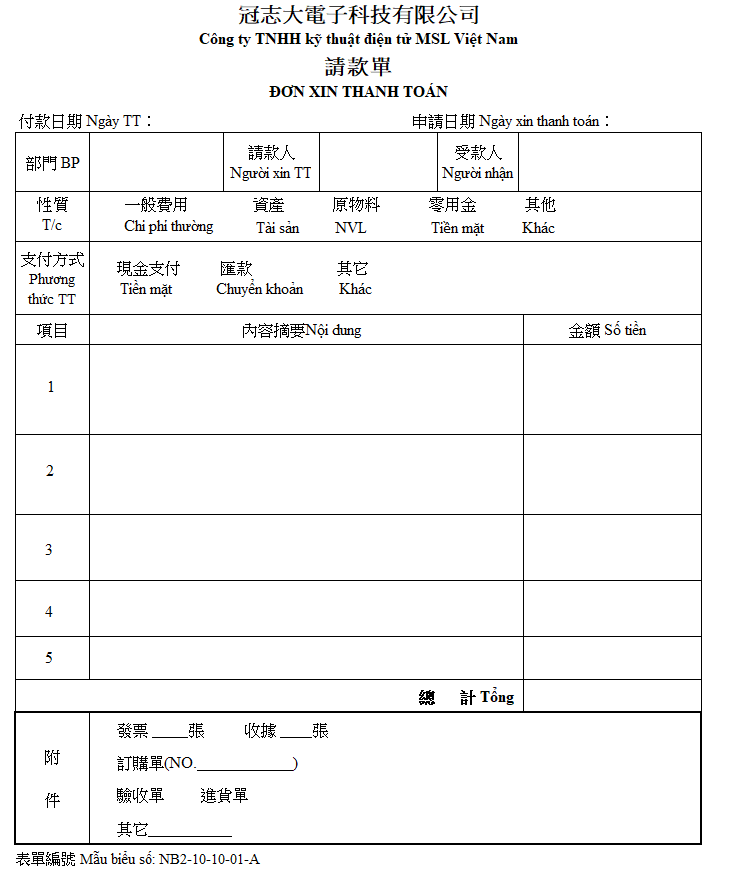 冠志大電子科技有限公司
Công ty TNHH kỹ thuật điện tử MSL Việt Nam
請款單
ĐƠN XIN THANH TOÁN
付款日期 Ngày TT： 申請日期 Ngày xin thanh toán：
部門 BP 請款人 Người xin TT 受款人 Người nhận
性質 一般費用 資產 原物料 零用金 其他
T/c Chi phí thường Tài sản NVL Tiền mặt Khác
支付方式 現金支付 匯款 其它
Phương thức TT Tiền mặt Chuyển khoản Khác
項目 內容摘要Nội dung 金額 Số tiền
1
2
3
4
5
總 計 Tổng
附件
發票 ____張 收據 ____張
訂購單(NO.____________)
驗收單 進貨單
其它__________
表單編號 Mẫu biểu số: NB2-10-10-01-A